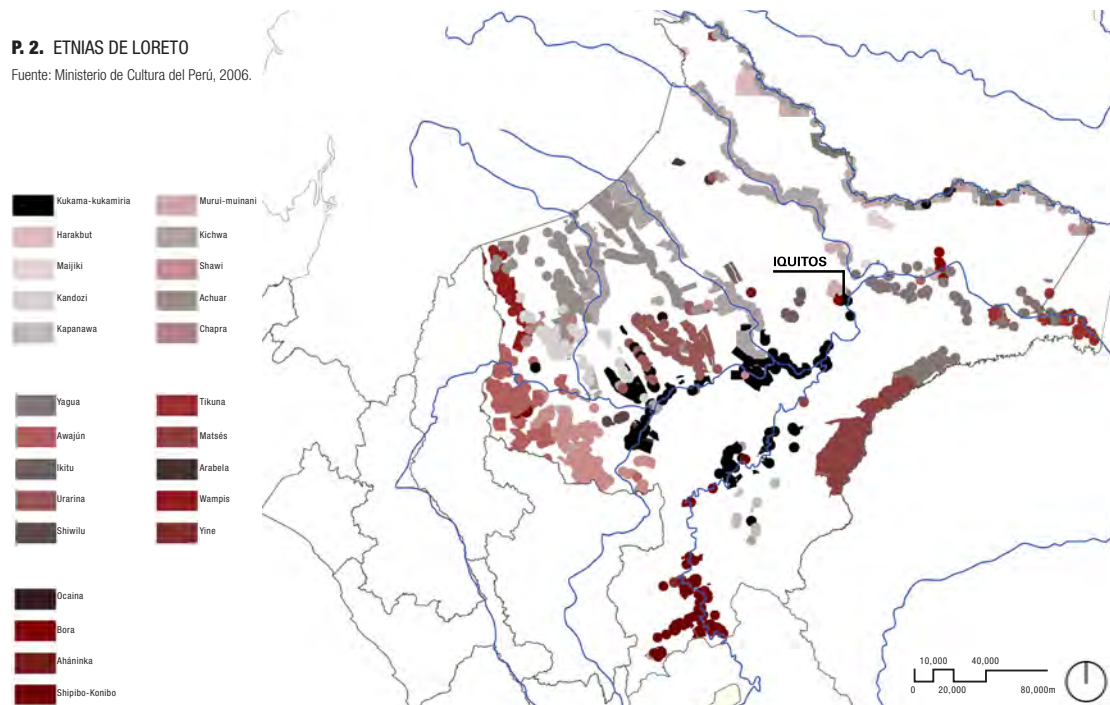 P. 2. ETNIAS DE LORETO
Fuente: Ministerio de Cultura del Perú, 2006.
Kukama-kukamiria
Harakbut
Maijiki
Kandozi
Kapanawa
Murui-muinani
Kichwa
Shawi
Achuar
Chapra
Yagua
Awajún
Ikitu
Urarina
Shiwilu
Tikuna
Matsés
Arabela
Wampis
Yine
Ocaina
Bora
Aháninka
Shipibo-Konibo
IQUITOS
10,000 40,000
0 20,000 80,000m